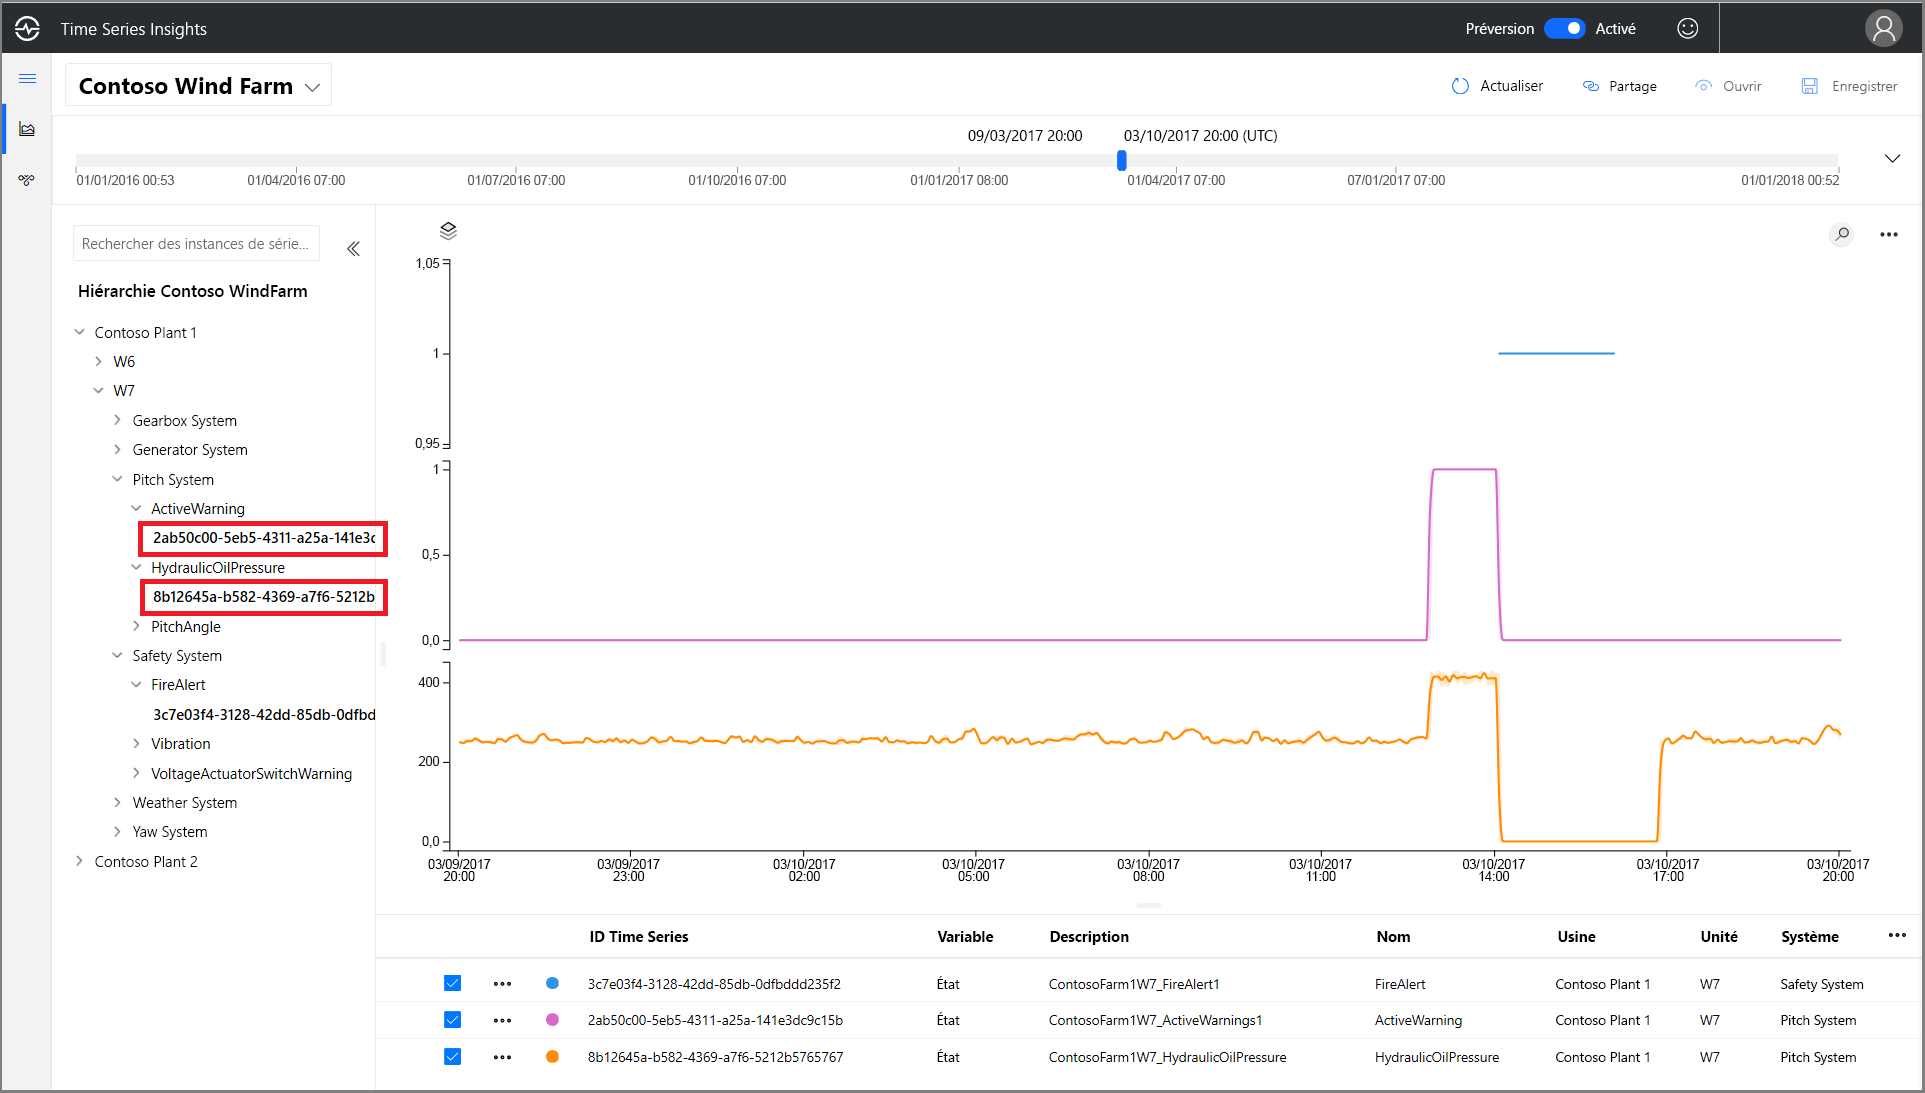 Time Series Insights
Préversion Activé
Contoso Wind Farm
Actualiser Partage Ouvrir Enregistrer
09/03/2017 20:00 03/10/2017 20:00 (UTC)
01/01/2016 00:53 01/04/2016 07:00 01/07/2016 07:00 01/10/2016 07:00 01/01/2017 08:00 01/04/2017 07:00 07/01/2017 07:00 01/01/2018 00:52
Rechercher des instances de série...
Hiérarchie Contoso WindFarm
Contoso Plant 1
W6
W7
Gearbox System
Generator System
Pitch System
ActiveWarning
2ab50c00-5eb5-4311-a25a-141e3c
HydraulicOilPressure
8b12645a-b582-4369-a7f6-5212b
PitchAngle
Safety System
FireAlert
3c7e03f4-3128-42dd-85db-0dfbd
Vibration
VoltageActuatorSwitchWarning
Weather System
Yaw System
Contoso Plant 2
1,05
1
0,95
1
0,5
0,0
400
200
0,0
03/09/2017 03/09/2017 03/10/2017 03/10/2017 03/10/2017 03/10/2017 03/10/2017 03/10/2017 03/10/2017
20:00 23:00 02:00 05:00 08:00 11:00 14:00 17:00 20:00
ID Time Series Variable Description Nom Usine Unité Système
3c7e03f4-3128-42dd-85db-0dfbddd235f2 État ContosoFarm1W7_FireAlert1 FireAlert Contoso Plant 1 W7 Safety System
2ab50c00-5eb5-4311-a25a-141e3dc9c15b État ContosoFarm1W7_ActiveWarnings1 ActiveWarning Contoso Plant 1 W7 Pitch System
8b12645a-b582-4369-a7f6-5212b5765767 État ContosoFarm1W7_HydraulicOilPressure HydraulicOilPressure Contoso Plant 1 W7 Pitch System